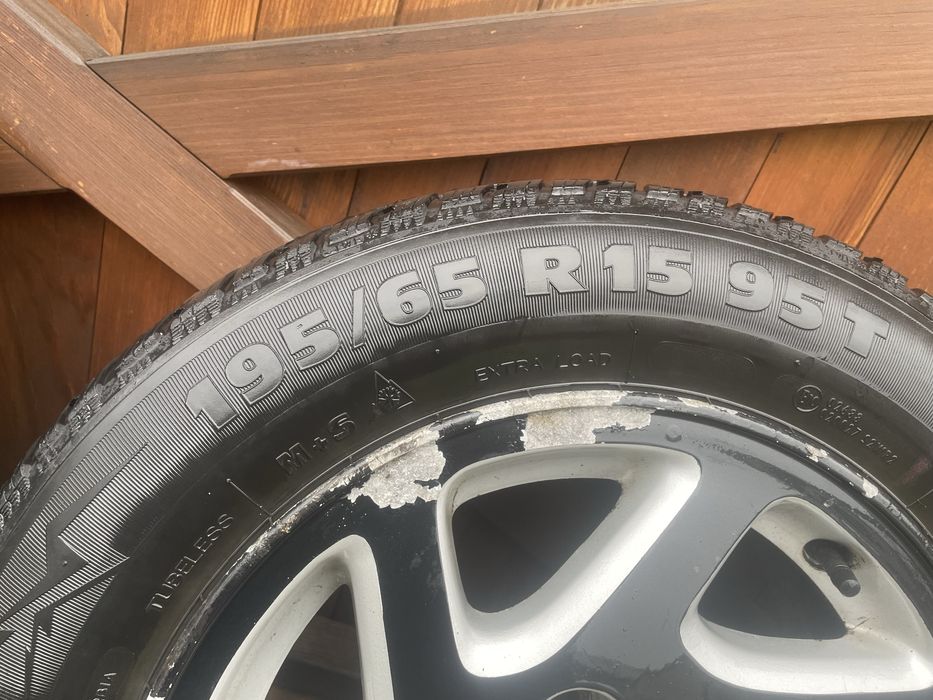 195/65 R15 95T
M+S
EXTRA LOAD
TUBELESS